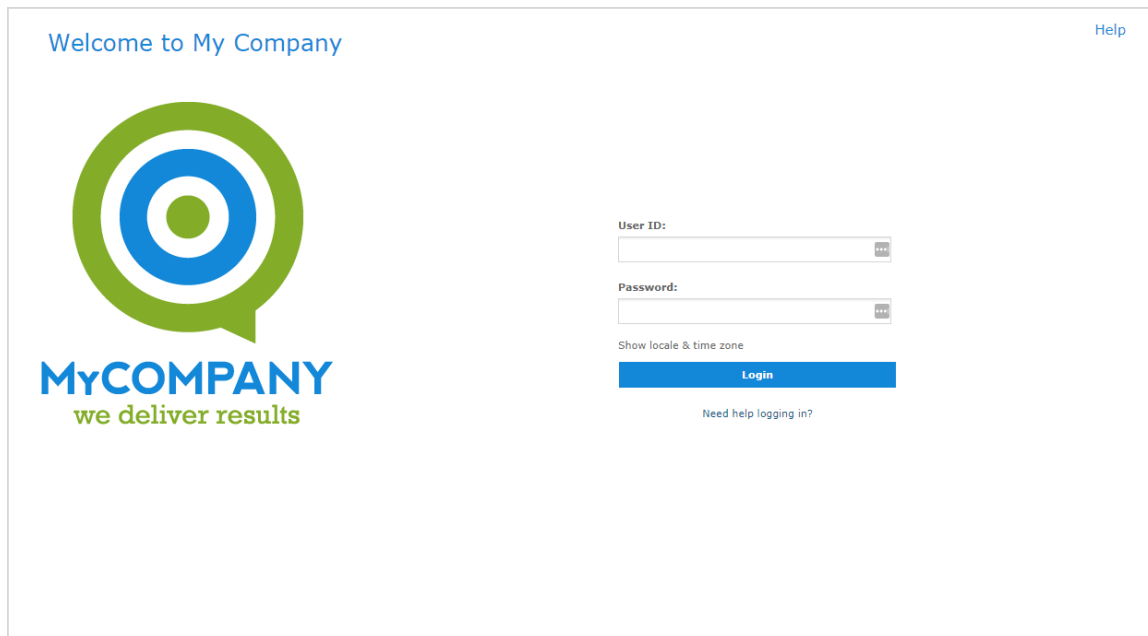 Help
Welcome to My Company
MyCOMPANY
we deliver results
User ID:
Password:
Show locale & time zone
Login
Need help logging in?